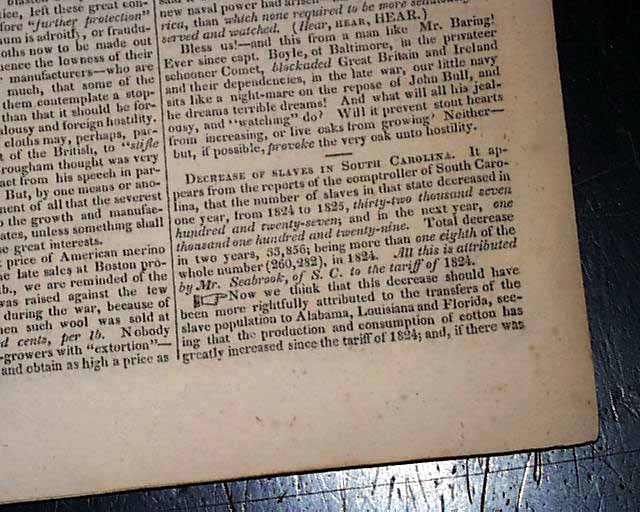 ice, left these great con-
fore "further protection"
um is adroitly, or fraudu-
oths now to be made out
hence the lowness of their
manufacturers—who are
much, that some of the
them contemplate a stop-
than that it should be for-
alousy and foreign hostility.
cloths may, perhaps, par-
t of the British, to "stifle
rougham thought was very
act from his speech in par-
But, by one means or ano-
ment of all that the severest
o the growth and manufac-
ates, unless something shall
e great interests.
price of American merino
e late sales at Boston pro-
lb., we are reminded of the
was raised against the few
during the war, because of
hen such wool was sold at
d cents, per lb. Nobody
-growers with "extortion"—
and obtain as high a price as
new naval power had arisen
rica, than which none required to be more
served and watched. (Hear, HEAR, HEAR.)
Bless us!—and this from a man like Mr. Baring!
Ever since capt. Boyle, of Baltimore, in the privateer
schooner Comet, blockaded Great Britain and Ireland
and their dependencies, in the late war, our little navy
sits like a night-mare on the repose of John Bull, and
he dreams terrible dreams! And what will all his jeal-
ousy, and "watching" do? Will it prevent stout hearts
from increasing, or live oaks from growing? Neither—
but, if possible, provoke the very oak unto hostility.
Decrease of slaves in South Carolina. It ap-
pears from the reports of the comptroller of South Caro-
lina, that the number of slaves in that state decreased in
one year, from 1824 to 1825, thirty-two thousand seven
hundred and twenty-seven; and in the next year, one
thousand one hundred and twenty-nine. Total decrease
in two years, 33,856; being more than one eighth of the
whole number (260,282), in 1824. All this is attributed
by Mr. Seabrook, of S. C. to the tariff of 1824.
☞Now we think that this decrease should have
been more rightfully attributed to the transfers of the
slave population to Alabama, Louisiana and Florida, see-
ing that the production and consumption of cotton has
greatly increased since the tariff of 1824; and, if there was